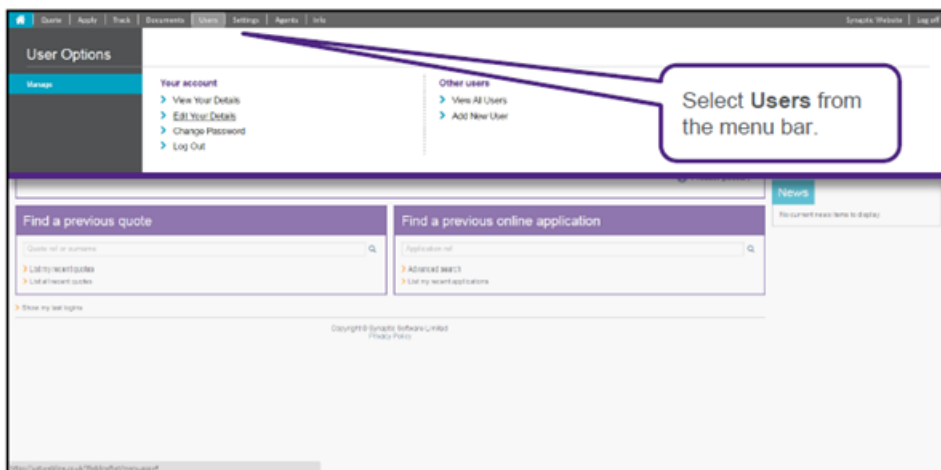 Quote | Apply | Track | Documents | Users | Settings | Agents | Info
Synaptic Website | Log off
User Options
Manage
Your account
View Your Details
Edit Your Details
Change Password
Log Out
Other users
View All Users
Add New User
Select Users from
the menu bar.
News
No current news items to display
Find a previous quote
Quote ref or surname
List my recent quotes
List all recent quotes
Find a previous online application
Application ref
Advanced search
List my recent applications
Show my last logins
Copyright © Synaptic Software Limited
Privacy Policy